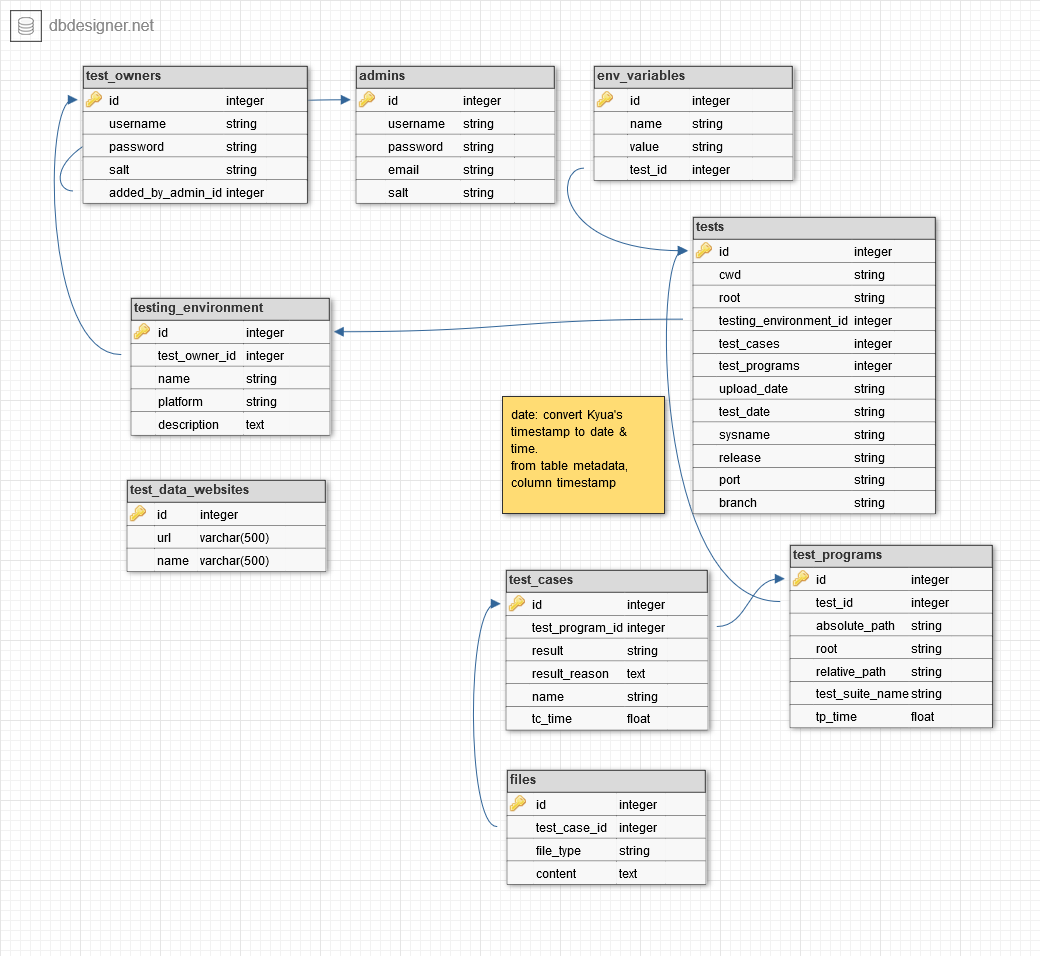 dbdesigner.net
test_owners
id integer
username string
password string
salt string
added_by_admin_id integer
admins
id integer
username string
password string
email string
salt string
env_variables
id integer
name string
value string
test_id integer
tests
id integer
cwd string
root string
testing_environment_id integer
test_cases integer
test_programs integer
upload_date string
test_date string
sysname string
release string
port string
branch string
testing_environment
id integer
test_owner_id integer
name string
platform string
description text
date: convert Kyua's
timestamp to date &
time.
from table metadata,
column timestamp
test_data_websites
id integer
url varchar(500)
name varchar(500)
test_programs
id integer
test_id integer
absolute_path string
root string
relative_path string
test_suite_name string
tp_time float
test_cases
id integer
test_program_id integer
result string
result_reason text
name string
tc_time float
files
id integer
test_case_id integer
file_type string
content text